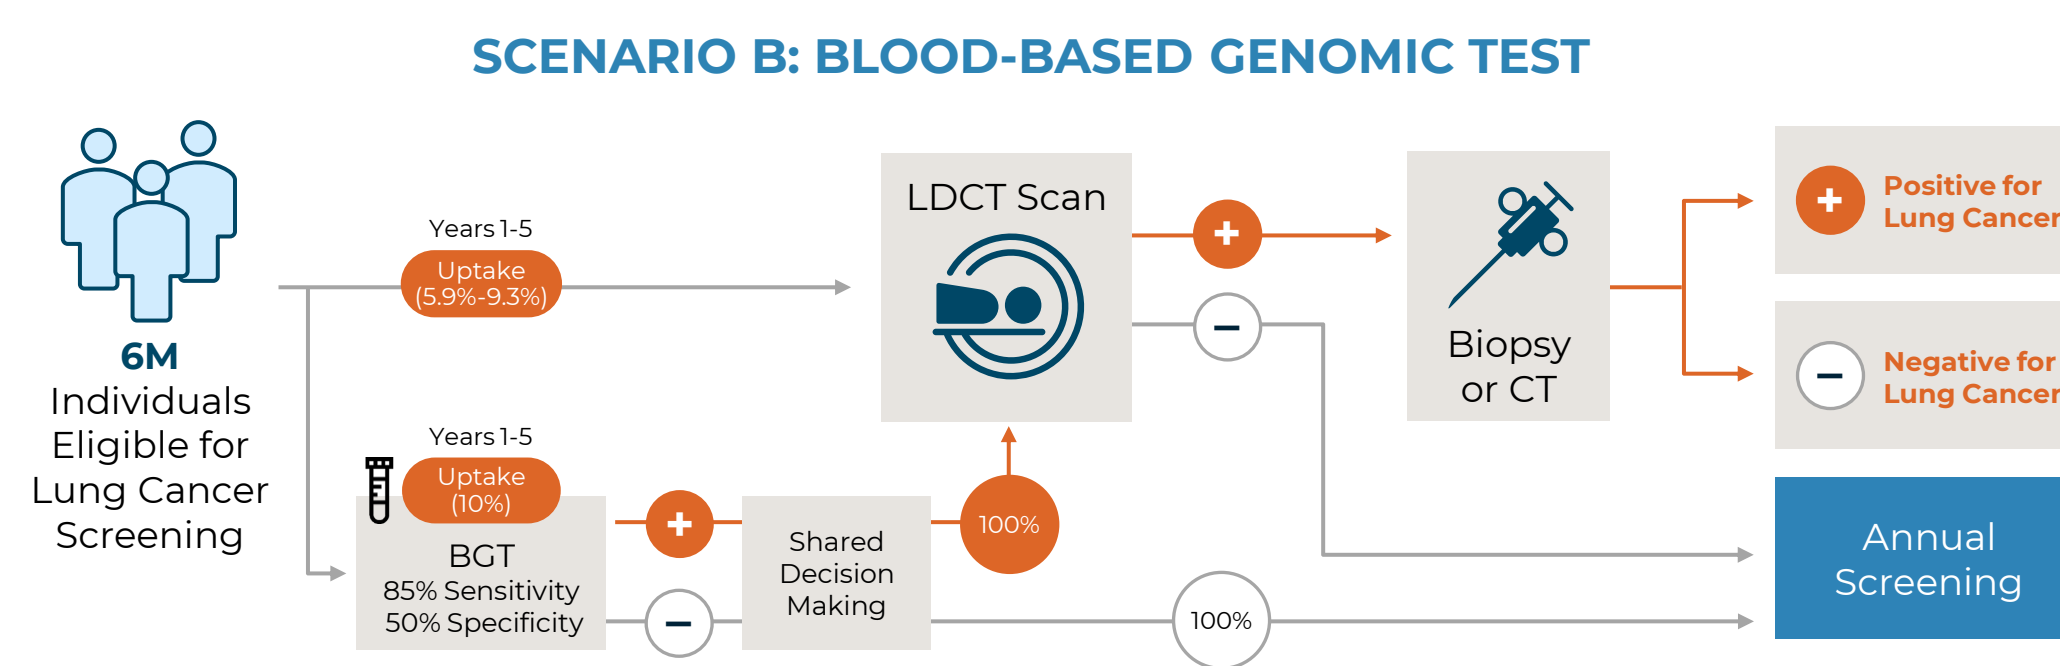 SCENARIO B: BLOOD-BASED GENOMIC TEST
6M
Individuals
Eligible for
Lung Cancer
Screening
Years 1-5
Uptake
(5.9%-9.3%)
Years 1-5
Uptake
(10%)
BGT
85% Sensitivity
50% Specificity
+
−
Shared
Decision
Making
100%
100%
LDCT Scan
+
−
Biopsy
or CT
+
Positive for
Lung Cancer
−
Negative for
Lung Cancer
Annual
Screening